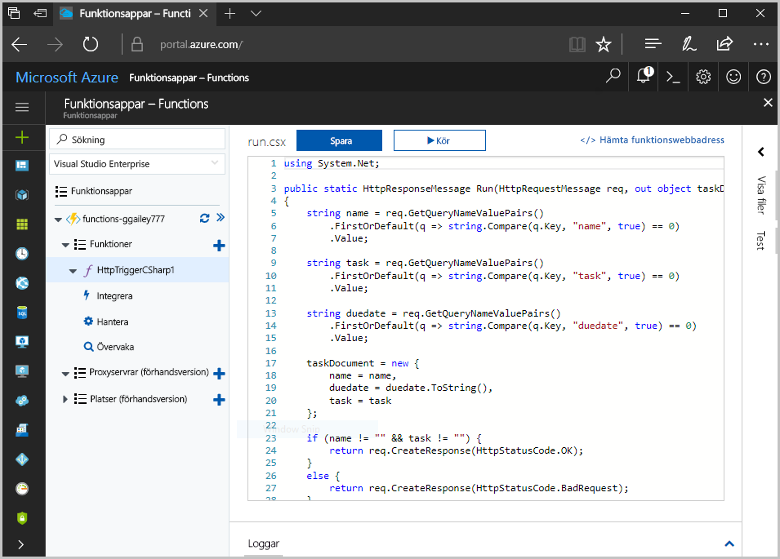 Funktionsappar – Functi
portal.azure.com/
Microsoft Azure Funktionsappar – Functions
1
Funktionsappar – Functions
Funktionsappar
Sökning
Visual Studio Enterprise
Funktionsappar
functions-ggailey777
Funktioner
HttpTriggerCSharp1
Integrera
Hantera
Övervaka
Proxyservrar (förhandsversion)
Platser (förhandsversion)
run.csx Spara Kör </> Hämta funktionswebbadress
1 using System.Net;
2
3 public static HttpResponseMessage Run(HttpRequestMessage req, out object taskD
4 {
5 string name = req.GetQueryNameValuePairs()
6 .FirstOrDefault(q => string.Compare(q.Key, "name", true) == 0)
7 .Value;
8
9 string task = req.GetQueryNameValuePairs()
10 .FirstOrDefault(q => string.Compare(q.Key, "task", true) == 0)
11 .Value;
12
13 string duedate = req.GetQueryNameValuePairs()
14 .FirstOrDefault(q => string.Compare(q.Key, "duedate", true) == 0)
15 .Value;
16
17 taskDocument = new {
18 name = name,
19 duedate = duedate.ToString(),
20 task = task
21 };
22
23 if (name != "" && task != "") {
24 return req.CreateResponse(HttpStatusCode.OK);
25 }
26 else {
27 return req.CreateResponse(HttpStatusCode.BadRequest);
28 }
Visa filer
Test
Loggar